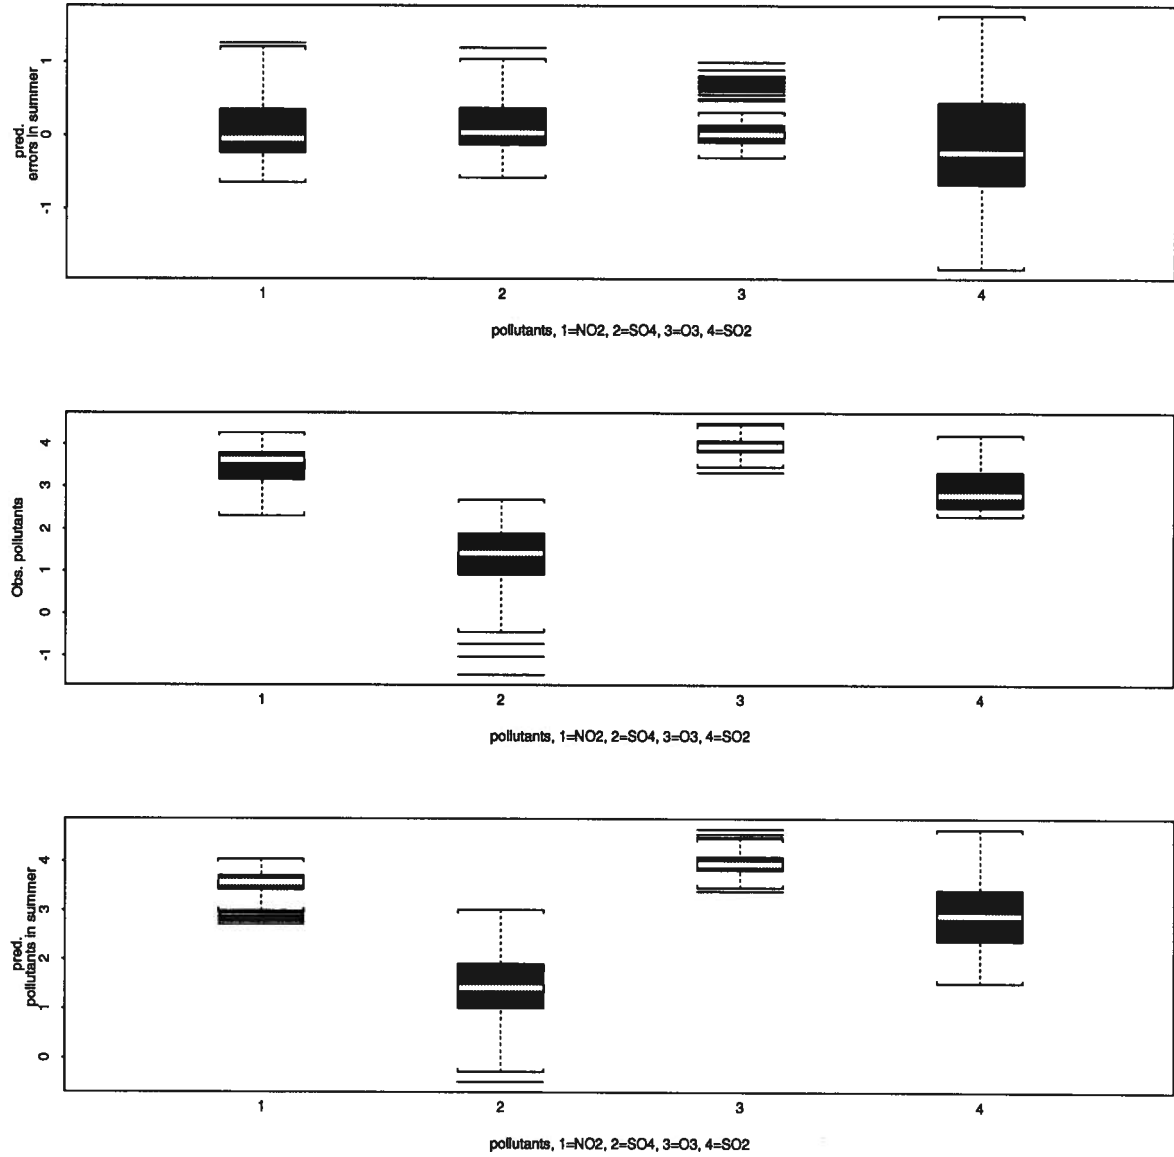 pred.
errors in summer
1
0
-1
1 2 3 4
pollutants, 1=NO2, 2=SO4, 3=O3, 4=SO2
Obs. pollutants
4
3
2
1
0
-1
1 2 3 4
pollutants, 1=NO2, 2=SO4, 3=O3, 4=SO2
pred.
pollutants in summer
4
3
2
1
0
1 2 3 4
pollutants, 1=NO2, 2=SO4, 3=O3, 4=SO2